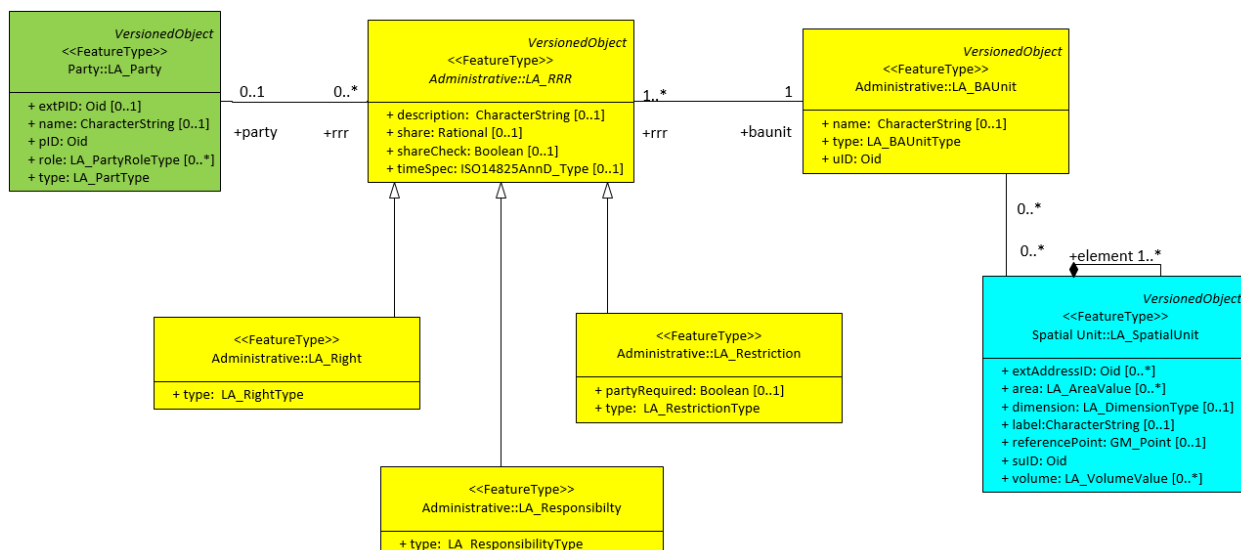 VersionedObject
<<FeatureType>>
Party::LA_Party
+ extPID: Oid [0..1]
+ name: CharacterString [0..1]
+ pID: Oid
+ role: LA_PartyRoleType [0..*]
+ type: LA_PartType
0..1
0..*
+party
+rrr
VersionedObject
<<FeatureType>>
Administrative::LA_RRR
+ description: CharacterString [0..1]
+ share: Rational [0..1]
+ shareCheck: Boolean [0..1]
+ timeSpec: ISO14825AnnD_Type [0..1]
1..*
1
+rrr
+baunit
VersionedObject
<<FeatureType>>
Administrative::LA_BAUnit
+ name: CharacterString [0..1]
+ type: LA_BAUnitType
+ uID: Oid
0..*
0..*
+element 1..*
VersionedObject
<<FeatureType>>
Spatial Unit::LA_SpatialUnit
+ extAddressID: Oid [0..*]
+ area: LA_AreaValue [0..*]
+ dimension: LA_DimensionType [0..1]
+ label:CharacterString [0..1]
+ referencePoint: GM_Point [0..1]
+ suID: Oid
+ volume: LA_VolumeValue [0..*]
<<FeatureType>>
Administrative::LA_Right
+ type: LA_RightType
<<FeatureType>>
Administrative::LA_Restriction
+ partyRequired: Boolean [0..1]
+ type: LA_RestrictionType
<<FeatureType>>
Administrative::LA_Responsibilty
+ type: LA_ResponsibilityType